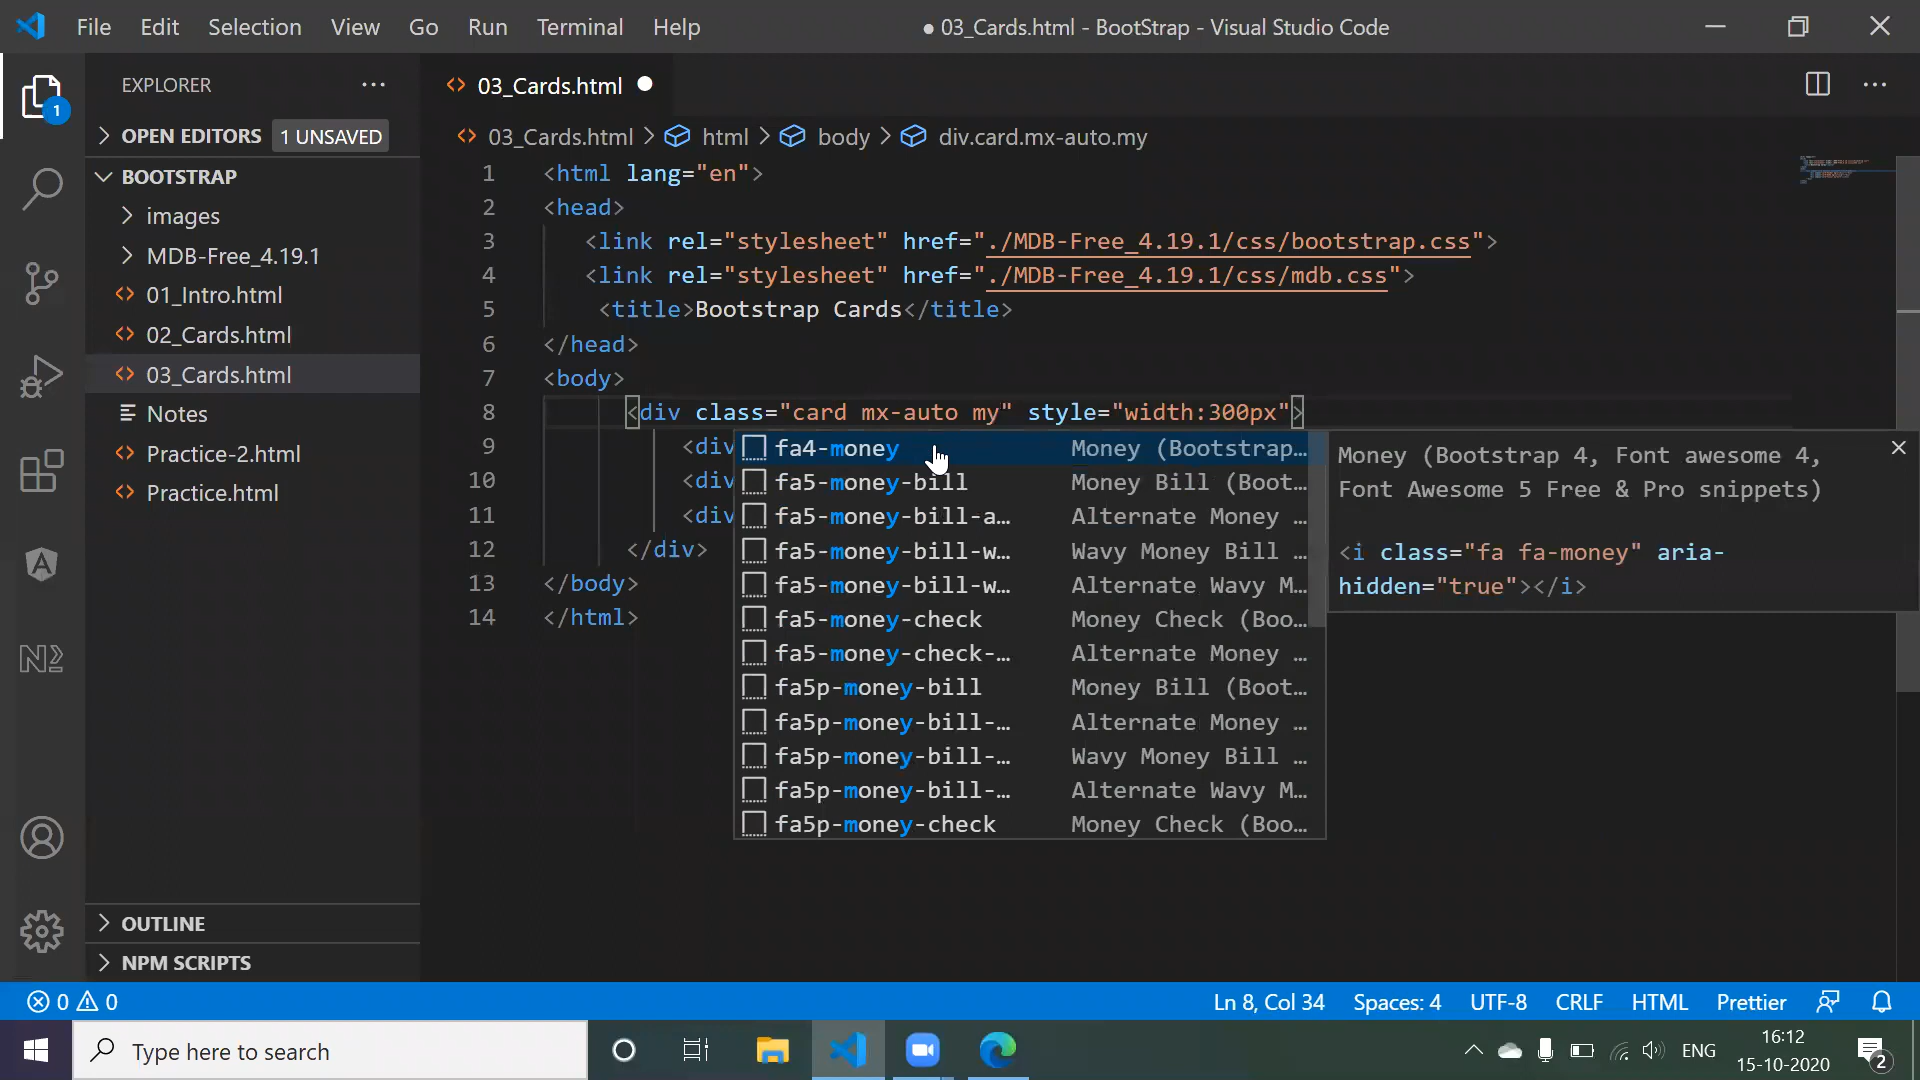 File Edit Selection View Go Run Terminal Help ● 03_Cards.html - BootStrap - Visual Studio Code
EXPLORER ···
03_Cards.html
1
OPEN EDITORS 1 UNSAVED
03_Cards.html > html > body > div.card.mx-auto.my
BOOTSTRAP
images
MDB-Free_4.19.1
01_Intro.html
02_Cards.html
03_Cards.html
Notes
Practice-2.html
Practice.html
OUTLINE
NPM SCRIPTS
1 <html lang="en">
2 <head>
3 <link rel="stylesheet" href="./MDB-Free_4.19.1/css/bootstrap.css">
4 <link rel="stylesheet" href="./MDB-Free_4.19.1/css/mdb.css">
5 <title>Bootstrap Cards</title>
6 </head>
7 <body>
8 <div class="card mx-auto my" style="width:300px">
9 <div
10 <div
11 <div
12 </div>
13 </body>
14 </html>
fa4-money Money (Bootstrap…
fa5-money-bill Money Bill (Boot…
fa5-money-bill-a… Alternate Money …
fa5-money-bill-w… Wavy Money Bill …
fa5-money-bill-w… Alternate Wavy M…
fa5-money-check Money Check (Boo…
fa5-money-check-… Alternate Money …
fa5p-money-bill Money Bill (Boot…
fa5p-money-bill-… Alternate Money …
fa5p-money-bill-… Wavy Money Bill …
fa5p-money-bill-… Alternate Wavy M…
fa5p-money-check Money Check (Boo…
Money (Bootstrap 4, Font awesome 4,
Font Awesome 5 Free & Pro snippets)
<i class="fa fa-money" aria-
hidden="true"></i>
0 0 Ln 8, Col 34 Spaces: 4 UTF-8 CRLF HTML Prettier
Type here to search
ENG
16:12
15-10-2020
2